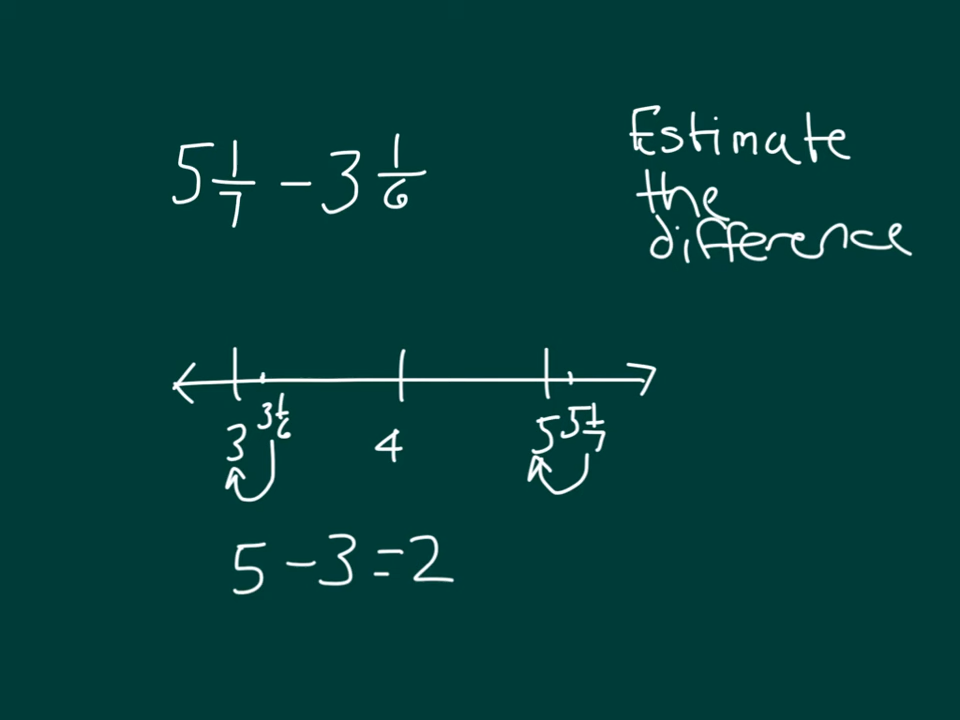 5 1/7 - 3 1/6
Estimate
the
difference
3 3 1/6 4 5 5 1/7
5 - 3 = 2